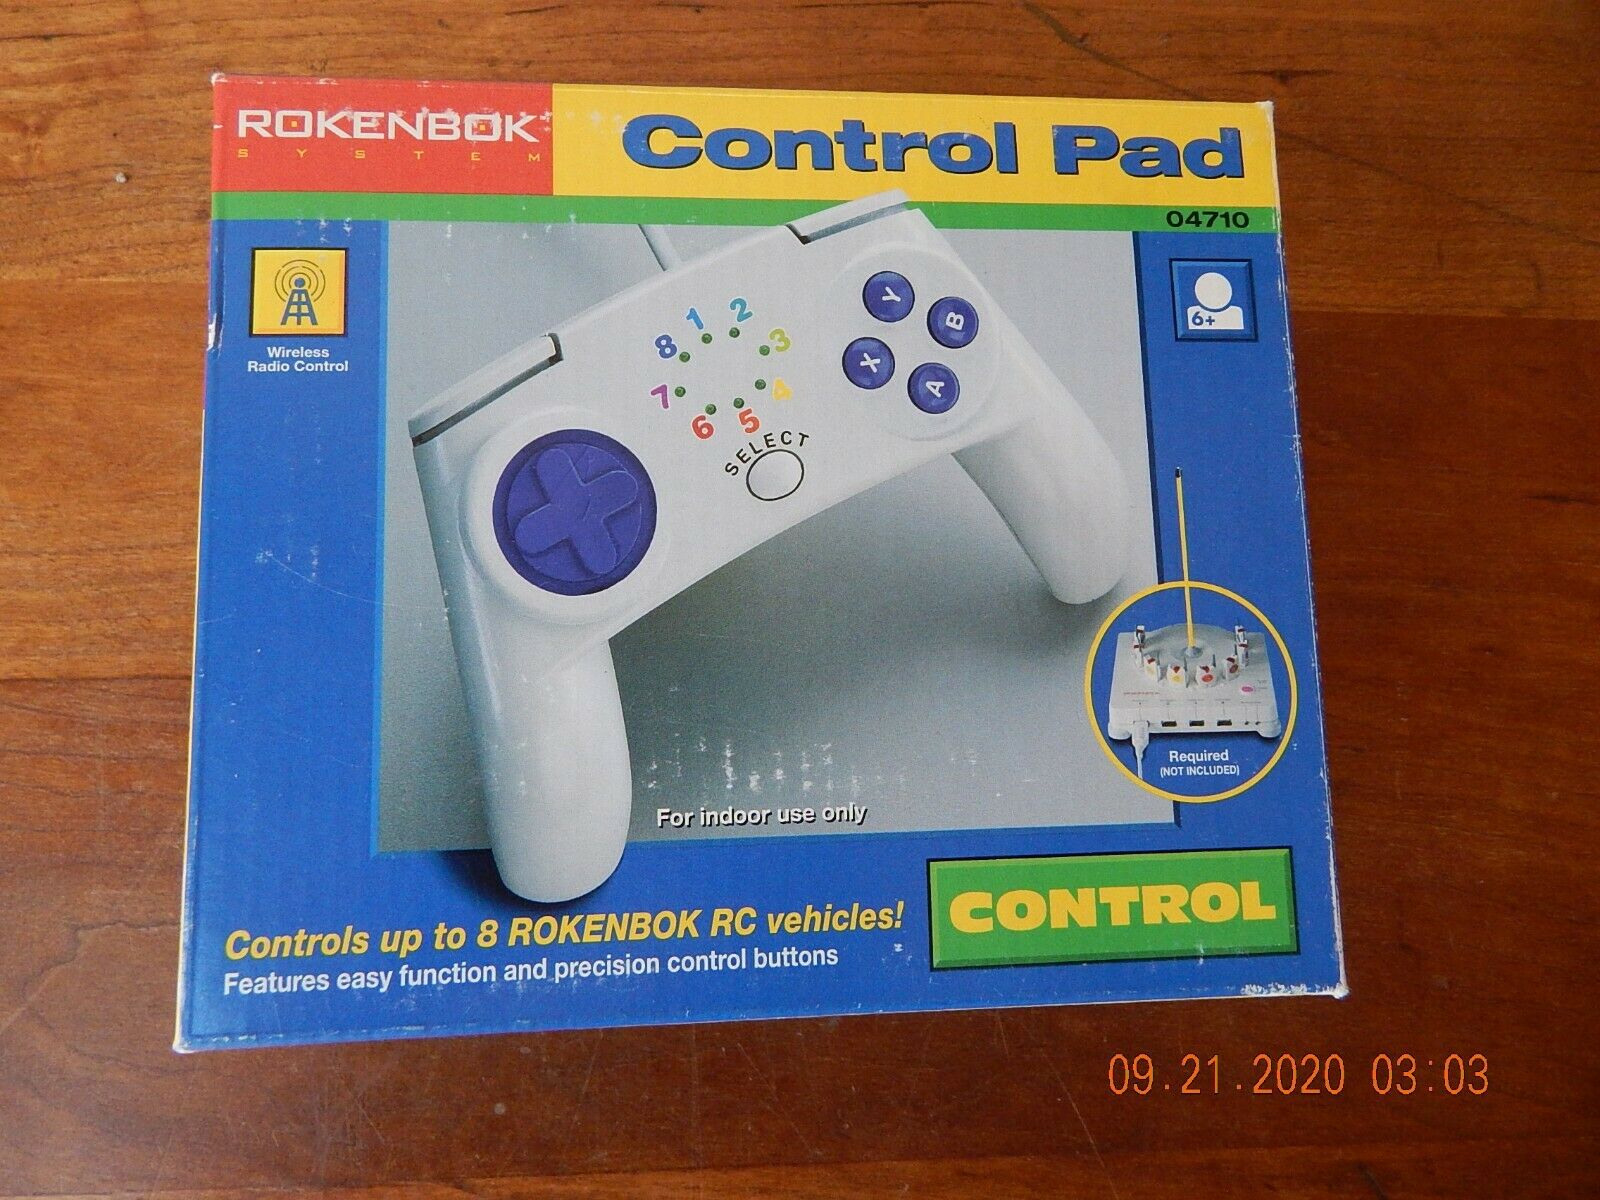 ROKENBOK
SYSTEM
Control Pad
04710
Wireless
Radio Control
6+
1
2
3
4
5
6
7
8
SELECT
Y
B
X
A
Required
(NOT INCLUDED)
For indoor use only
CONTROL
Controls up to 8 ROKENBOK RC vehicles!
Features easy function and precision control buttons
09.21.2020 03:03